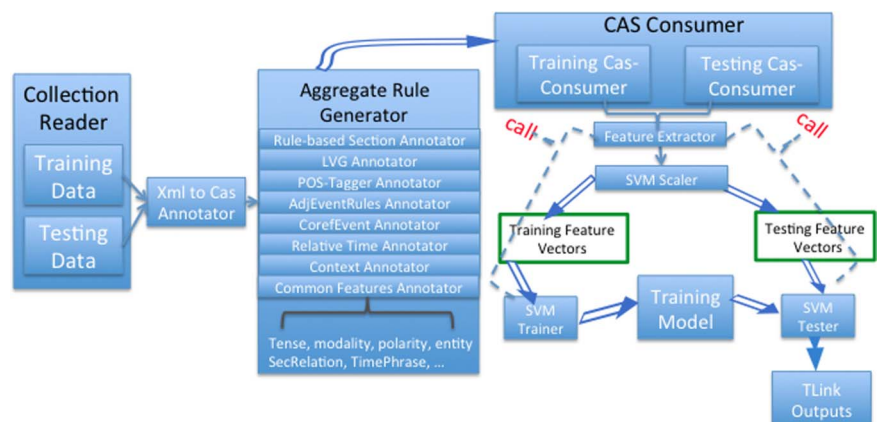 Collection
Reader
Training
Data
Testing
Data
Xml to Cas
Annotator
Aggregate Rule
Generator
Rule-based Section Annotator
LVG Annotator
POS-Tagger Annotator
AdjEventRules Annotator
CorefEvent Annotator
Relative Time Annotator
Context Annotator
Common Features Annotator
Tense, modality, polarity, entity
SecRelation, TimePhrase, ...
CAS Consumer
Training Cas-
Consumer
Testing Cas-
Consumer
call
Feature Extractor
call
SVM Scaler
Training Feature
Vectors
Testing Feature
Vectors
SVM
Trainer
Training
Model
SVM
Tester
TLink
Outputs